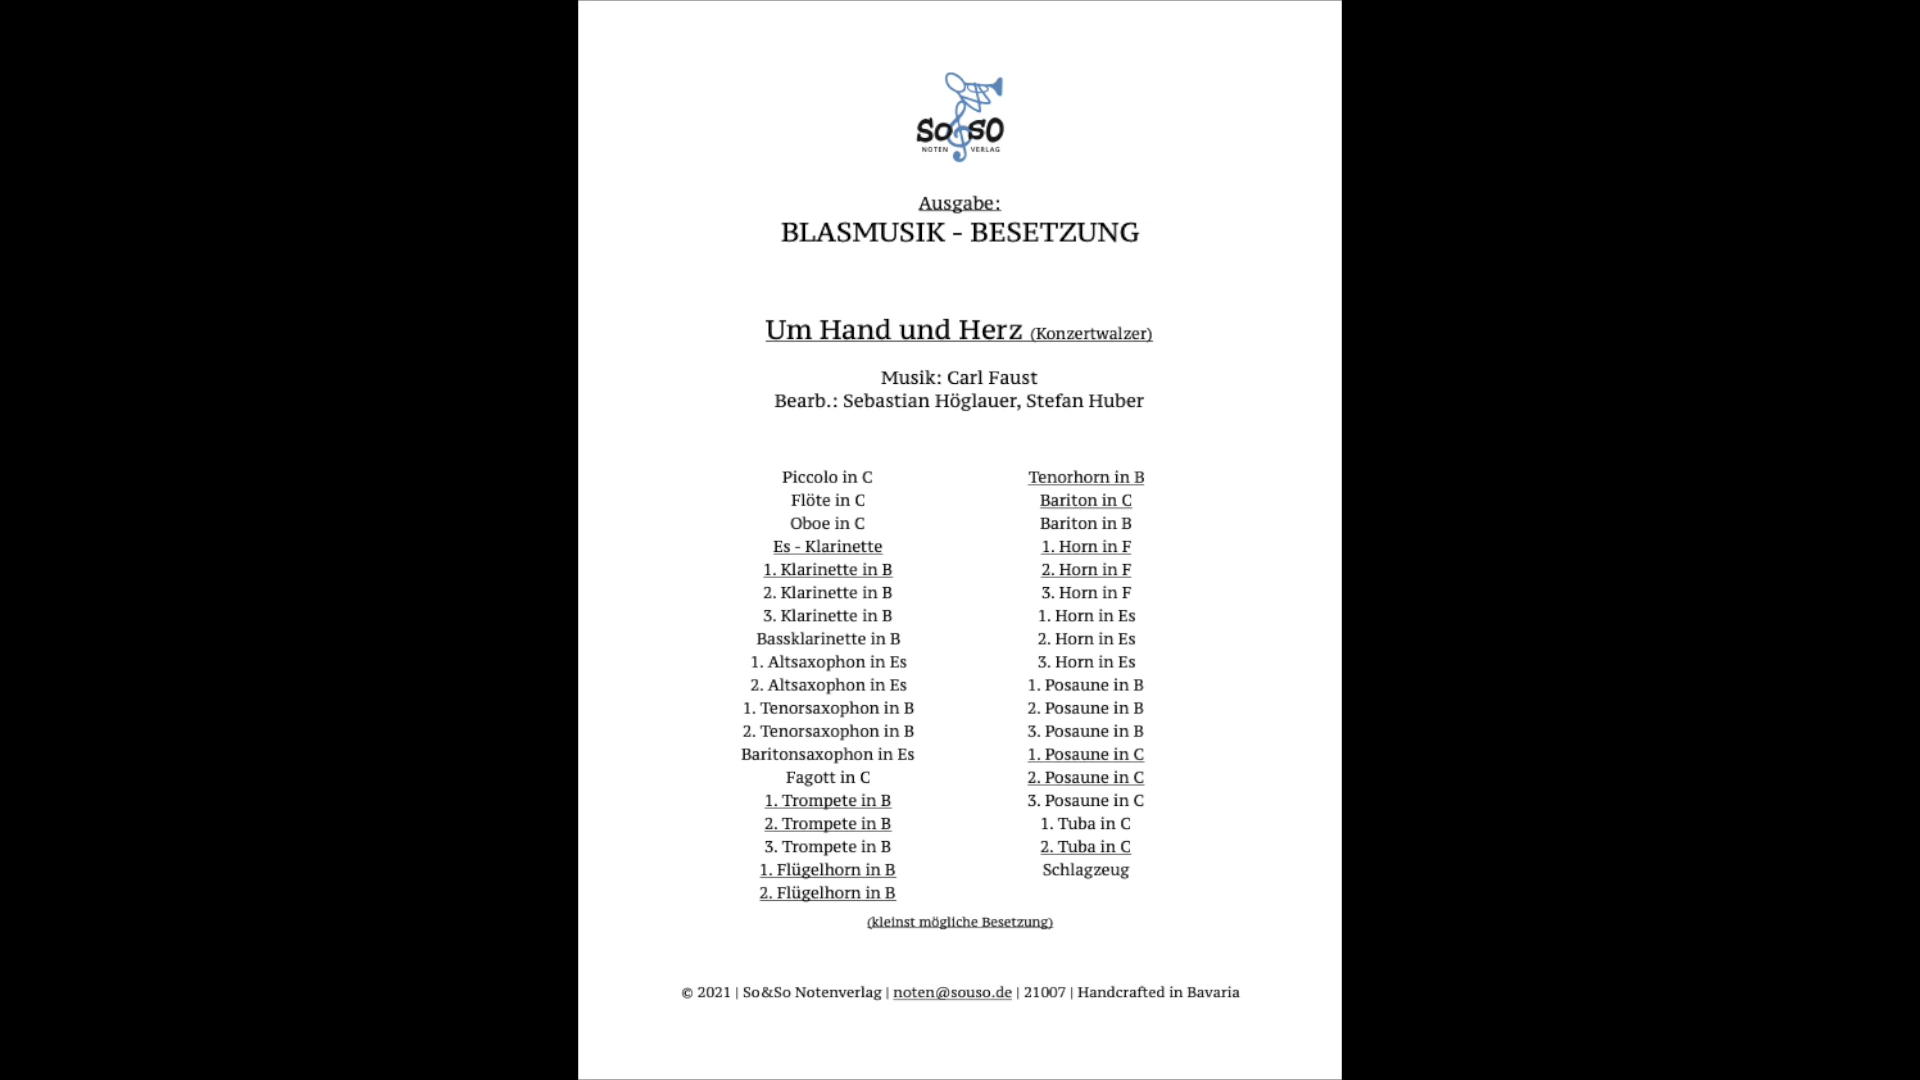 So&SO
NOTEN VERLAG
Ausgabe:
BLASMUSIK - BESETZUNG
Um Hand und Herz (Konzertwalzer)
Musik: Carl Faust
Bearb.: Sebastian Höglauer, Stefan Huber
Piccolo in C
Flöte in C
Oboe in C
Es - Klarinette
1. Klarinette in B
2. Klarinette in B
3. Klarinette in B
Bassklarinette in B
1. Altsaxophon in Es
2. Altsaxophon in Es
1. Tenorsaxophon in B
2. Tenorsaxophon in B
Baritonsaxophon in Es
Fagott in C
1. Trompete in B
2. Trompete in B
3. Trompete in B
1. Flügelhorn in B
2. Flügelhorn in B
Tenorhorn in B
Bariton in C
Bariton in B
1. Horn in F
2. Horn in F
3. Horn in F
1. Horn in Es
2. Horn in Es
3. Horn in Es
1. Posaune in B
2. Posaune in B
3. Posaune in B
1. Posaune in C
2. Posaune in C
3. Posaune in C
1. Tuba in C
2. Tuba in C
Schlagzeug
(kleinst mögliche Besetzung)
© 2021 | So&So Notenverlag | noten@souso.de | 21007 | Handcrafted in Bavaria